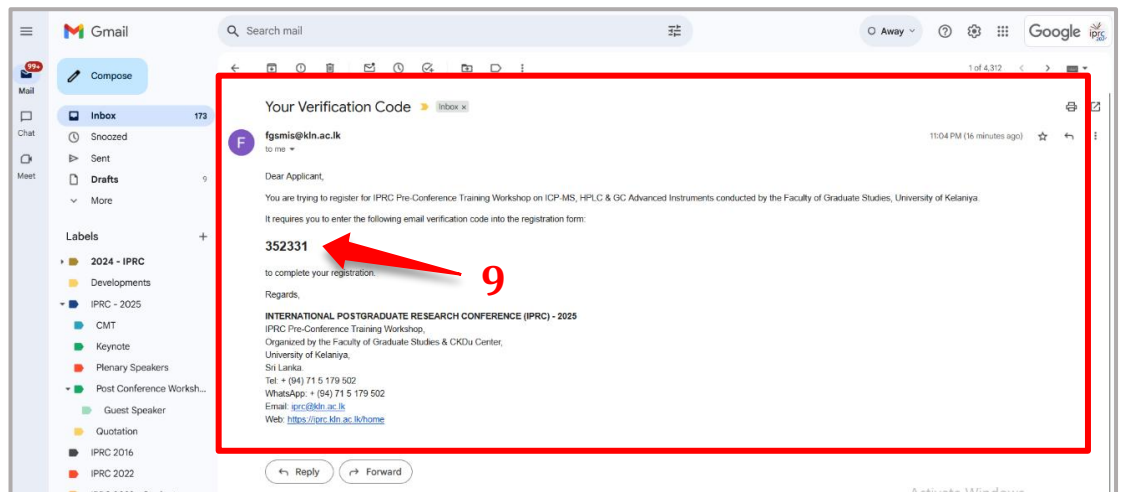 Gmail
Search mail
Away
Google iprc
99+
Mail
Compose
1 of 4,312
Chat
Meet
Inbox 173
Snoozed
Sent
Drafts 9
More
Labels +
2024 - IPRC
Developments
IPRC - 2025
CMT
Keynote
Plenary Speakers
Post Conference Worksh...
Guest Speaker
Quotation
IPRC 2016
IPRC 2022
Your Verification Code Inbox x
F
fgsmis@kln.ac.lk 11:04 PM (16 minutes ago)
to me
Dear Applicant,
You are trying to register for IPRC Pre-Conference Training Workshop on ICP-MS, HPLC & GC Advanced Instruments conducted by the Faculty of Graduate Studies, University of Kelaniya.
It requires you to enter the following email verification code into the registration form:
352331
9
to complete your registration.
Regards,
INTERNATIONAL POSTGRADUATE RESEARCH CONFERENCE (IPRC) - 2025
IPRC Pre-Conference Training Workshop,
Organized by the Faculty of Graduate Studies & CKDu Center,
University of Kelaniya,
Sri Lanka.
Tel: + (94) 71 5 179 502
WhatsApp: + (94) 71 5 179 502
Email: iprc@kln.ac.lk
Web: https://iprc.kln.ac.lk/home
Reply
Forward